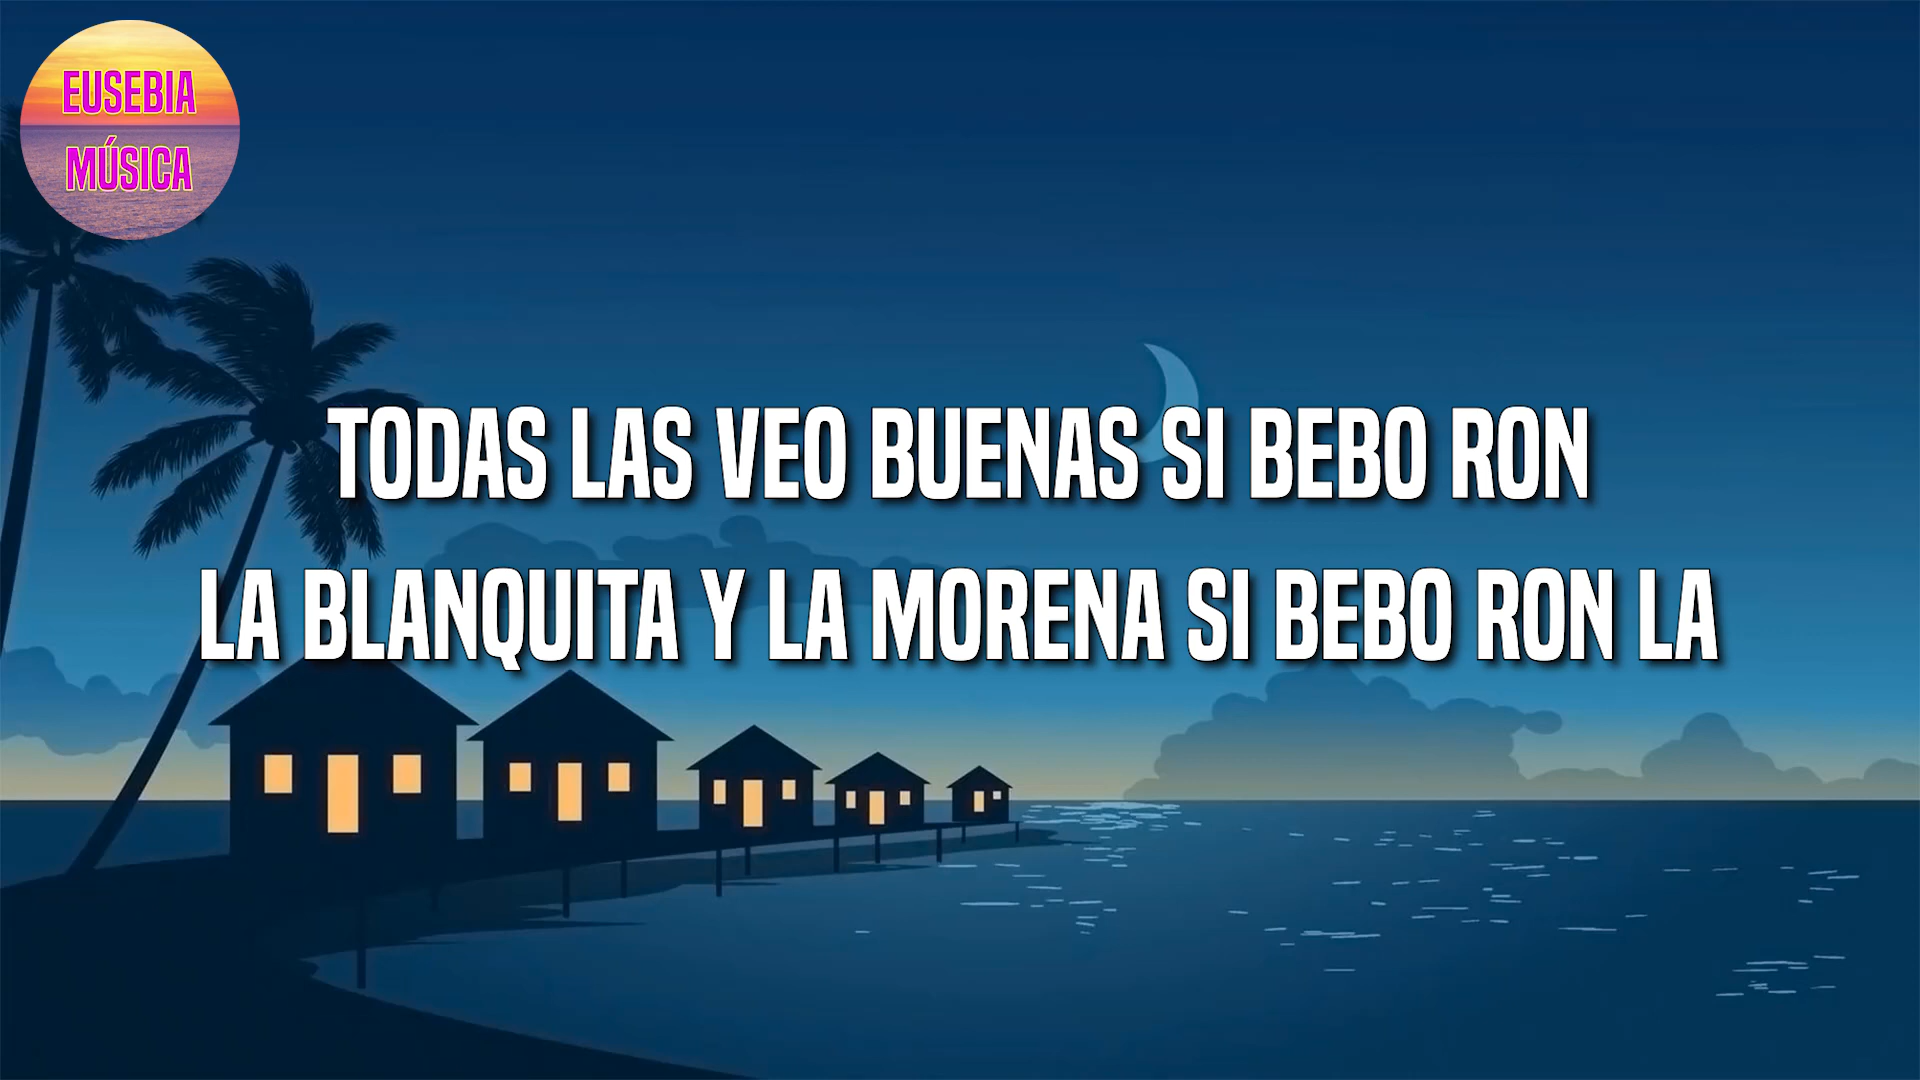 EUSEBIA
MÚSICA
TODAS LAS VEO BUENAS SI BEBO RON
LA BLANQUITA Y LA MORENA SI BEBO RON LA